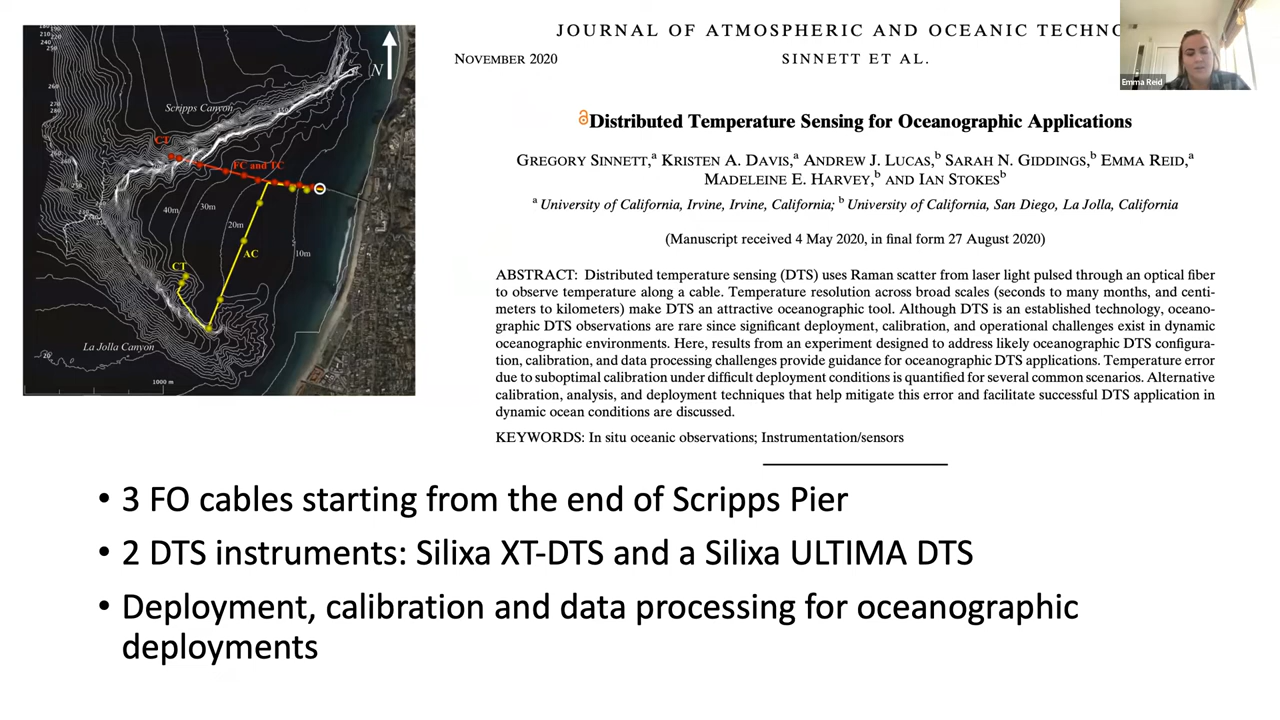 JOURNAL OF ATMOSPHERIC AND OCEANIC TECHNO
NOVEMBER 2020
SINNETT ET AL.
Emma Reid
N
Scripps Canyon
CT
FC and TC
40m
30m
20m
10m
AC
CT
La Jolla Canyon
1000 m
Distributed Temperature Sensing for Oceanographic Applications
GREGORY SINNETT,a KRISTEN A. DAVIS,a ANDREW J. LUCAS,b SARAH N. GIDDINGS,b EMMA REID,a
MADELEINE E. HARVEY,b AND IAN STOKESb
a University of California, Irvine, Irvine, California; b University of California, San Diego, La Jolla, California
(Manuscript received 4 May 2020, in final form 27 August 2020)
ABSTRACT: Distributed temperature sensing (DTS) uses Raman scatter from laser light pulsed through an optical fiber
to observe temperature along a cable. Temperature resolution across broad scales (seconds to many months, and centi-
meters to kilometers) make DTS an attractive oceanographic tool. Although DTS is an established technology, oceano-
graphic DTS observations are rare since significant deployment, calibration, and operational challenges exist in dynamic
oceanographic environments. Here, results from an experiment designed to address likely oceanographic DTS configura-
tion, calibration, and data processing challenges provide guidance for oceanographic DTS applications. Temperature error
due to suboptimal calibration under difficult deployment conditions is quantified for several common scenarios. Alternative
calibration, analysis, and deployment techniques that help mitigate this error and facilitate successful DTS application in
dynamic ocean conditions are discussed.
KEYWORDS: In situ oceanic observations; Instrumentation/sensors
• 3 FO cables starting from the end of Scripps Pier
• 2 DTS instruments: Silixa XT-DTS and a Silixa ULTIMA DTS
• Deployment, calibration and data processing for oceanographic
deployments